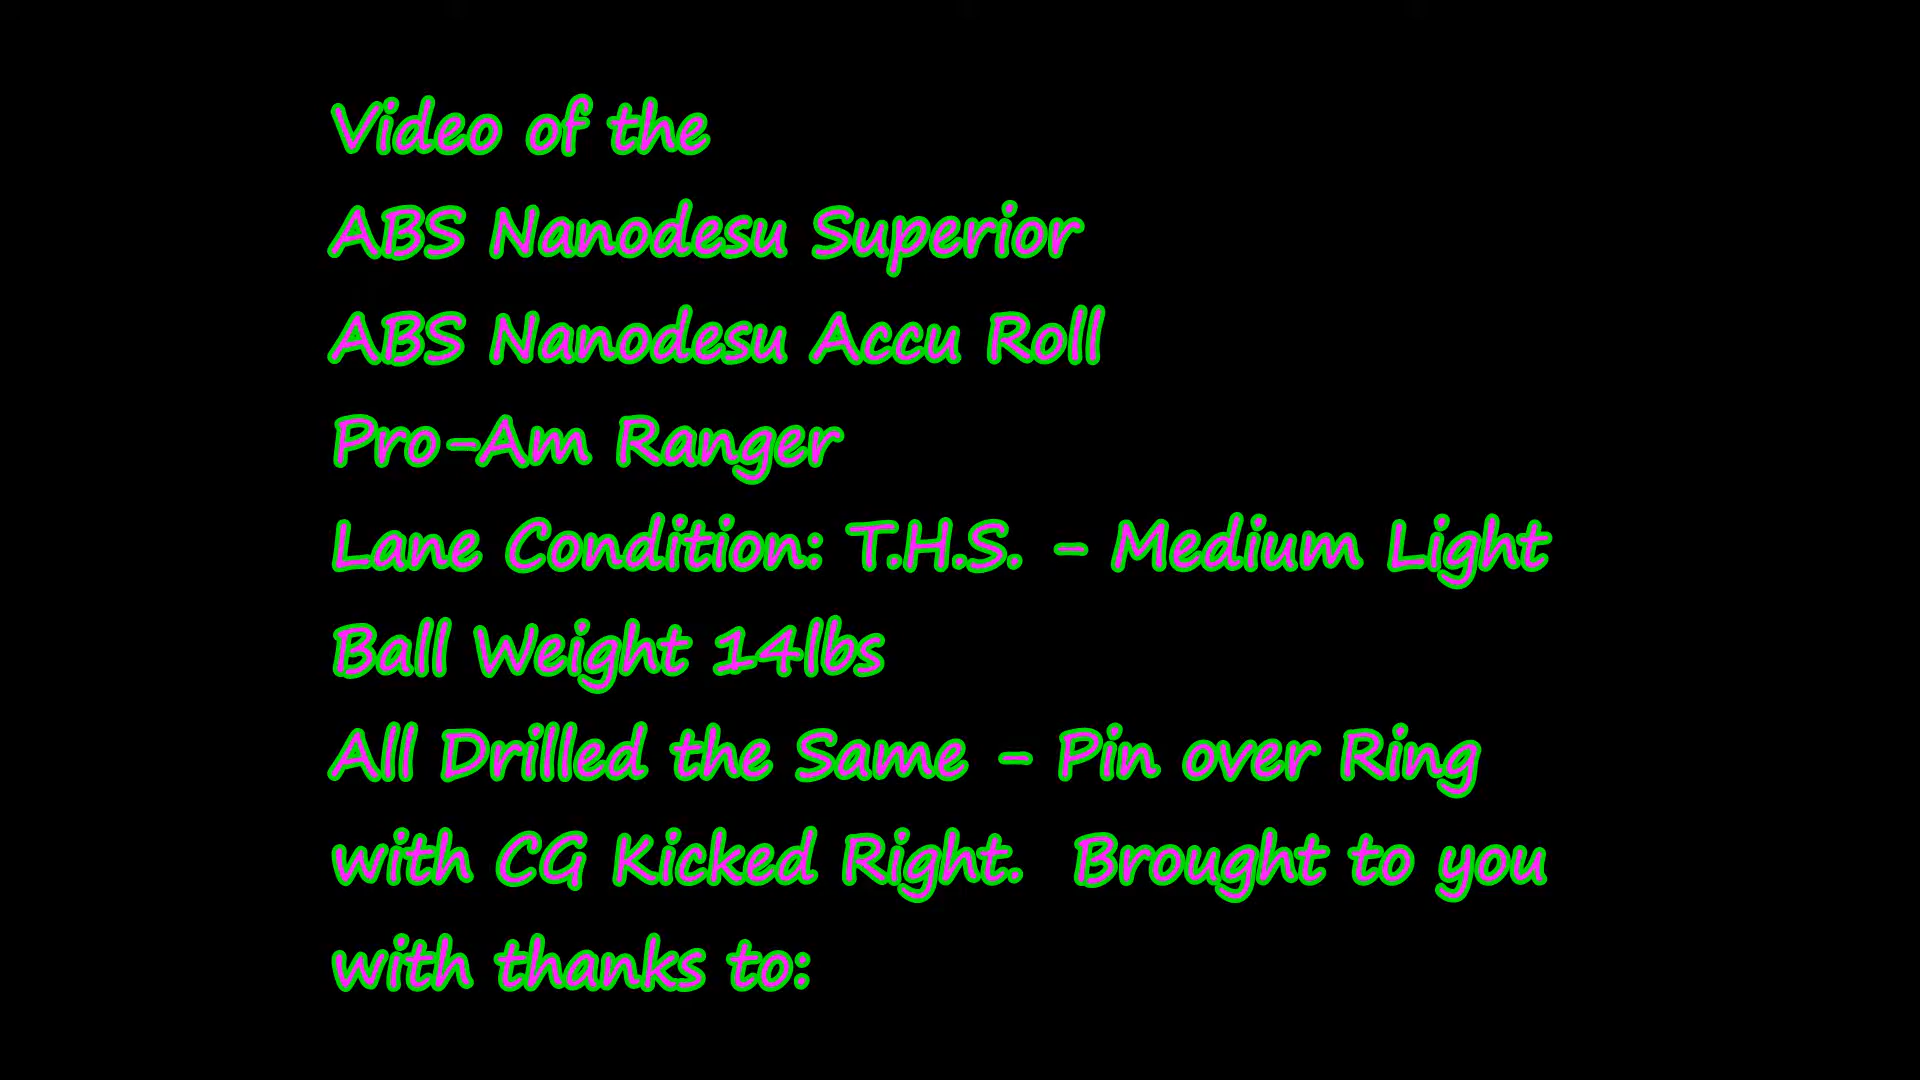 Video of the
ABS Nanodesu Superior
ABS Nanodesu Accu Roll
Pro-Am Ranger
Lane Condition: T.H.S. - Medium Light
Ball Weight 14lbs
All Drilled the Same - Pin over Ring
with CG Kicked Right.  Brought to you
with thanks to: